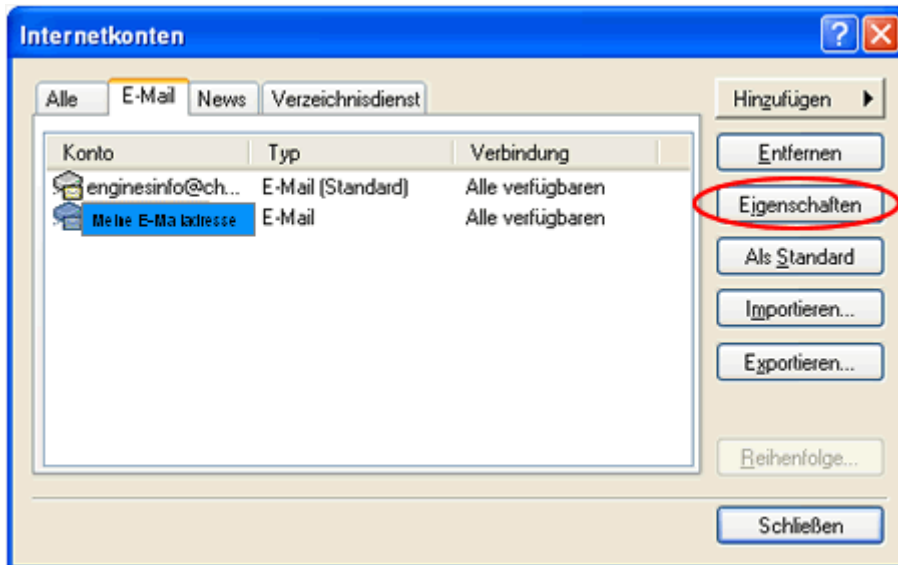 Internetkonten
Alle E-Mail News Verzeichnisdienst
Hinzufügen
Konto Typ Verbindung
Entfernen
enginesinfo@ch... E-Mail (Standard) Alle verfügbaren
Meine E-Mailadresse E-Mail Alle verfügbaren
Eigenschaften
Als Standard
Importieren...
Exportieren...
Reihenfolge...
Schließen